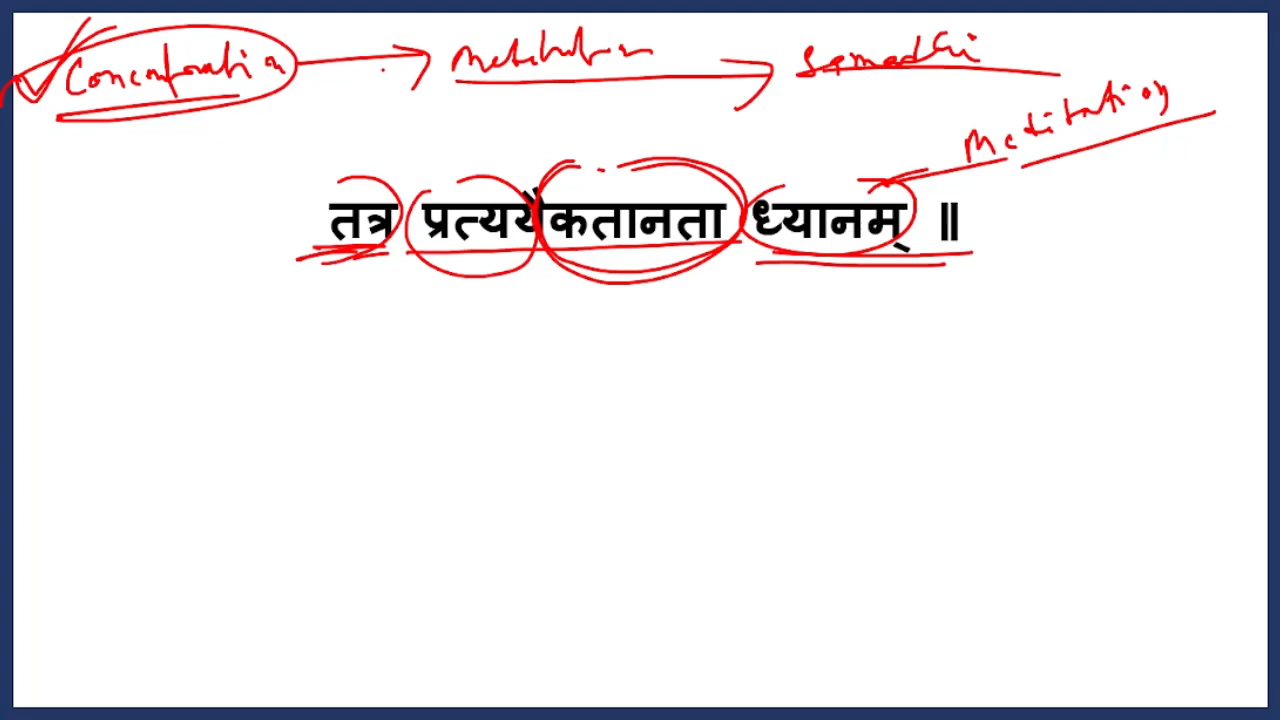 Concentration → Meditation → Samadhi
Meditation
तत्र प्रत्ययैकतानता ध्यानम् ॥